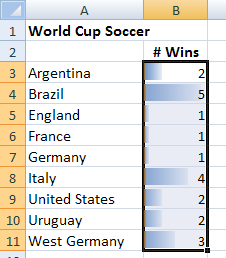 A B
1 World Cup Soccer
2 # Wins
3 Argentina 2
4 Brazil 5
5 England 1
6 France 1
7 Germany 1
8 Italy 4
9 United States 2
10 Uruguay 2
11 West Germany 3